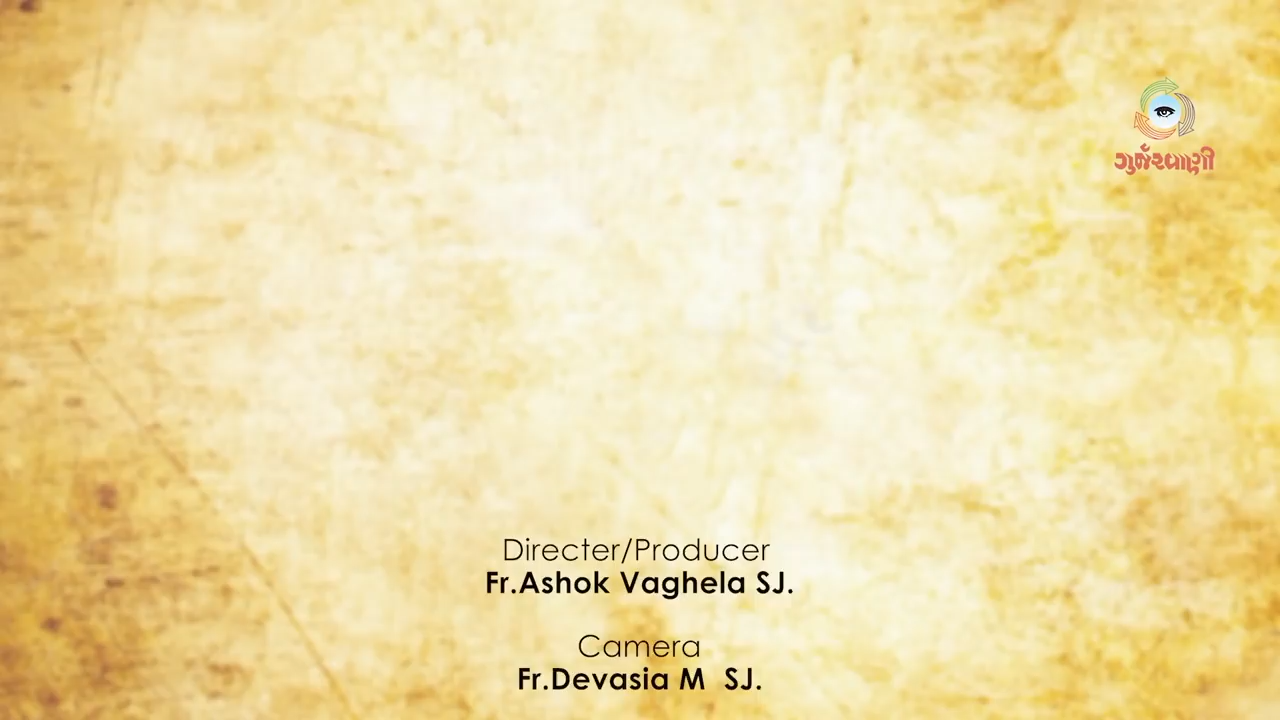 ગુર્જરવાણી
Directer/Producer
Fr.Ashok Vaghela SJ.
Camera
Fr.Devasia M  SJ.